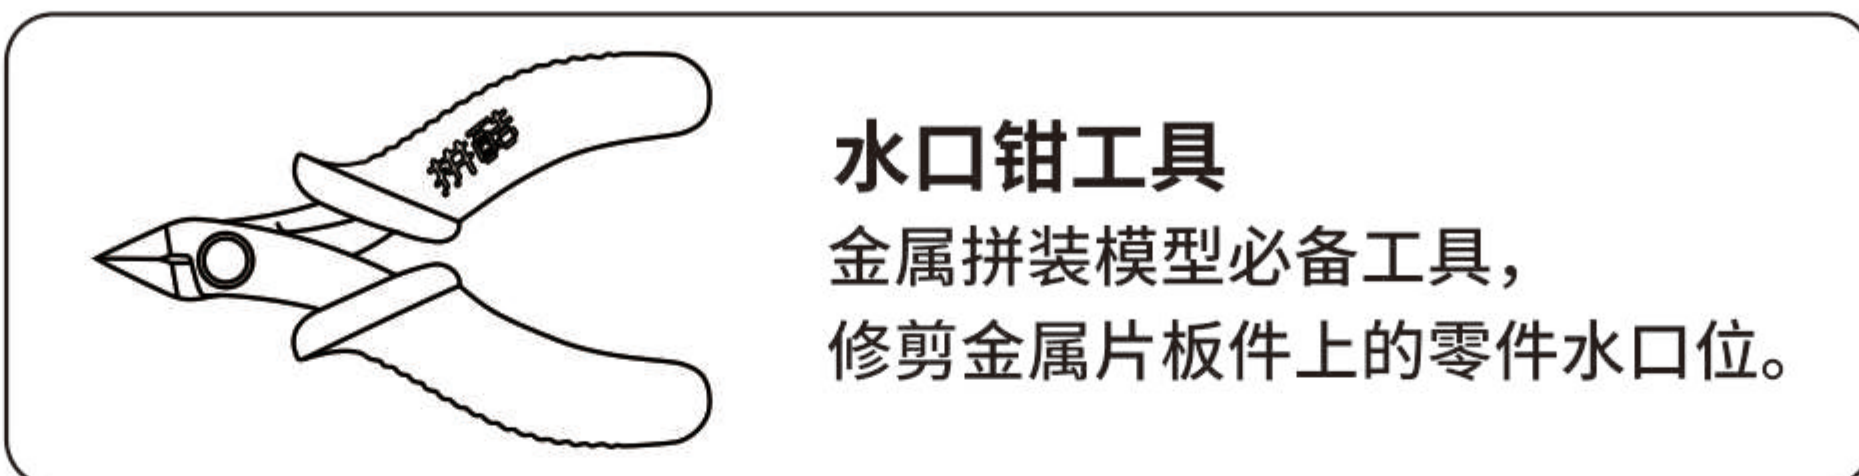 拼酷
水口钳工具
金属拼装模型必备工具，
修剪金属片板件上的零件水口位。